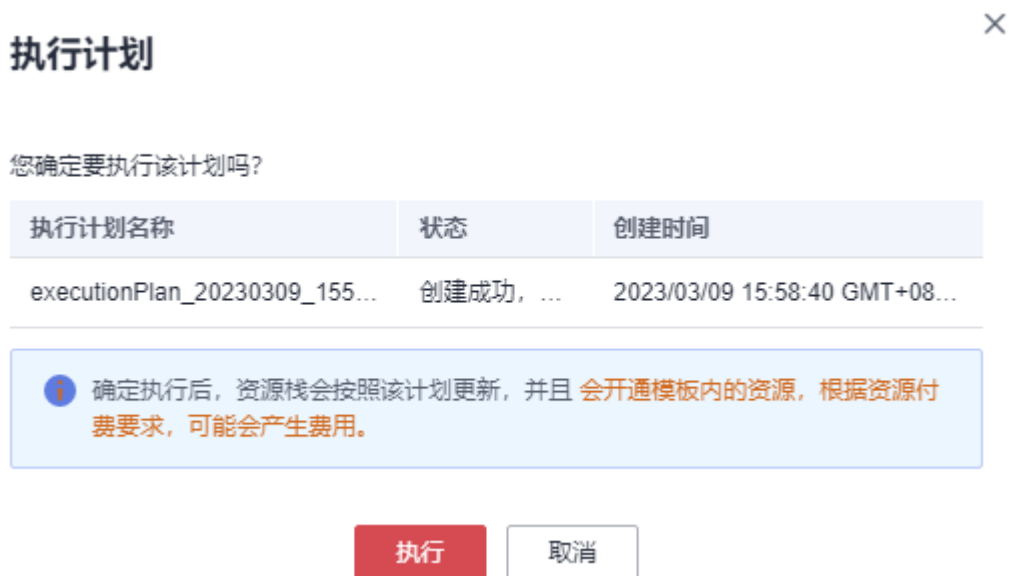 执行计划
您确定要执行该计划吗?
执行计划名称 状态 创建时间
executionPlan_20230309_155... 创建成功，... 2023/03/09 15:58:40 GMT+08...
确定执行后，资源栈会按照该计划更新，并且 会开通模板内的资源，根据资源付
费要求，可能会产生费用。
执行 取消